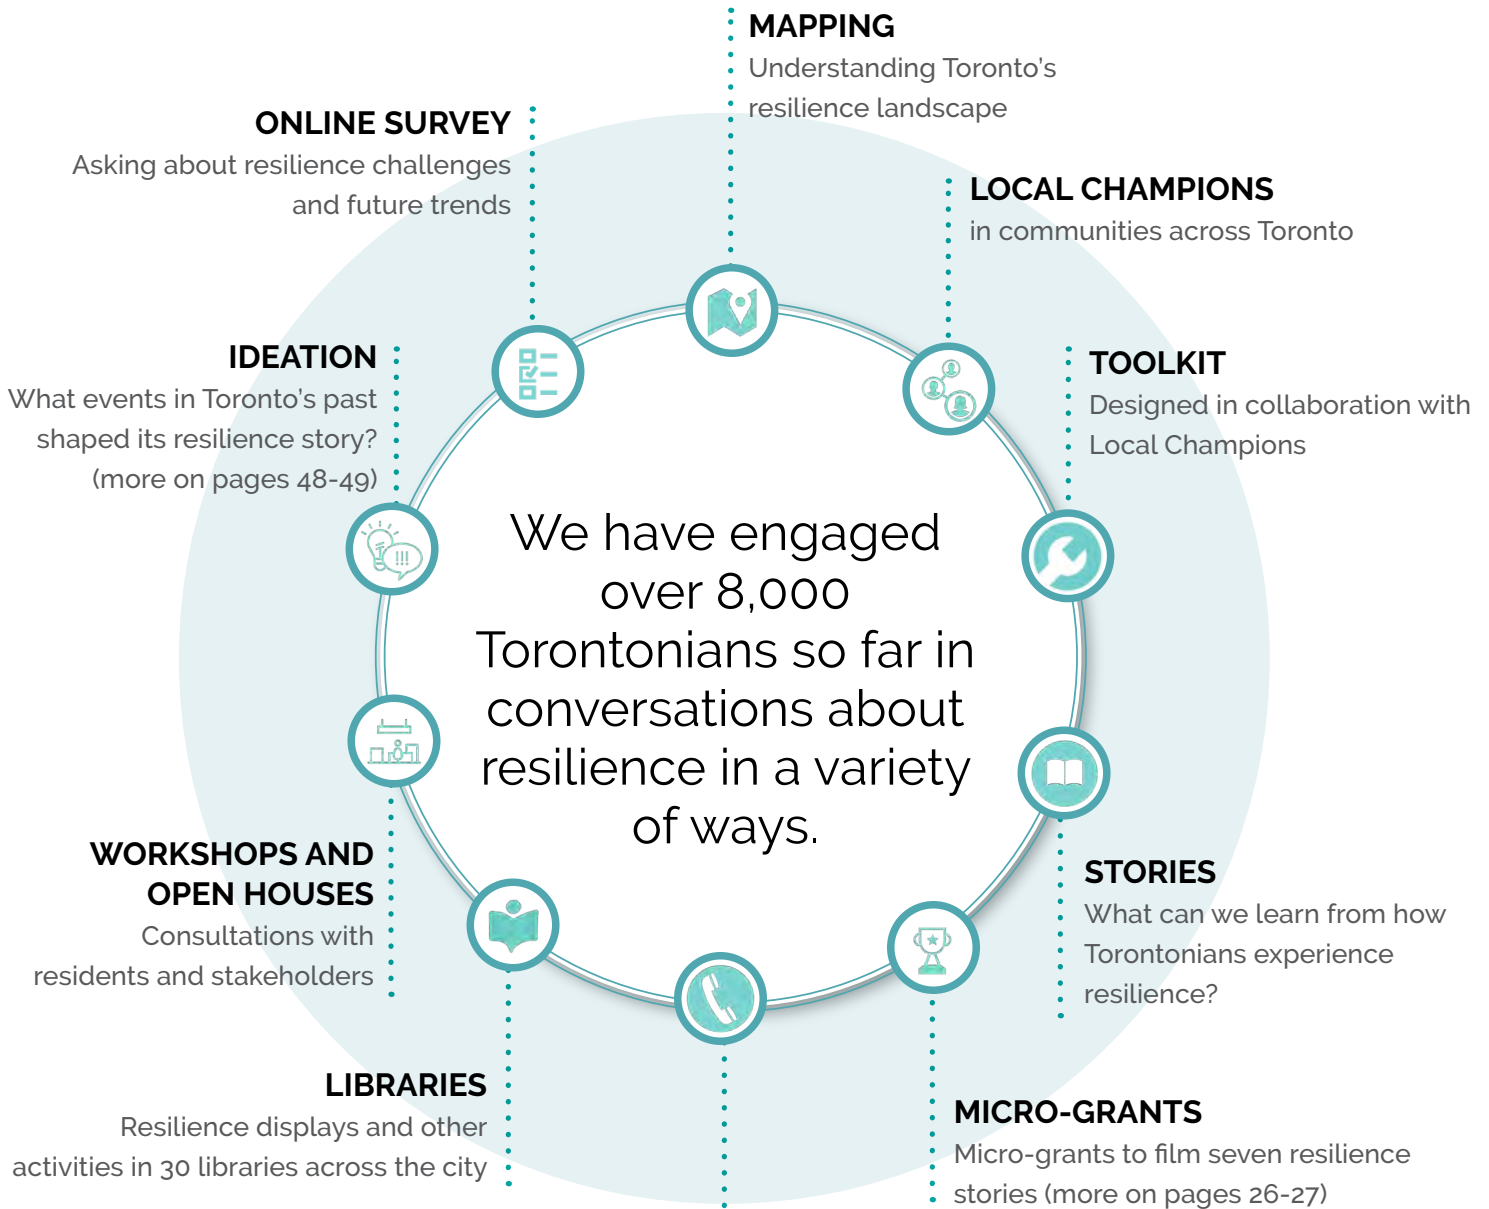 MAPPING
Understanding Toronto's
resilience landscape
LOCAL CHAMPIONS
in communities across Toronto
TOOLKIT
Designed in collaboration with
Local Champions
STORIES
What can we learn from how
Torontonians experience
resilience?
MICRO-GRANTS
Micro-grants to film seven resilience
stories (more on pages 26-27)
LIBRARIES
Resilience displays and other
activities in 30 libraries across the city
WORKSHOPS AND
OPEN HOUSES
Consultations with
residents and stakeholders
IDEATION
What events in Toronto's past
shaped its resilience story?
(more on pages 48-49)
ONLINE SURVEY
Asking about resilience challenges
and future trends
We have engaged
over 8,000
Torontonians so far in
conversations about
resilience in a variety
of ways.
!!!